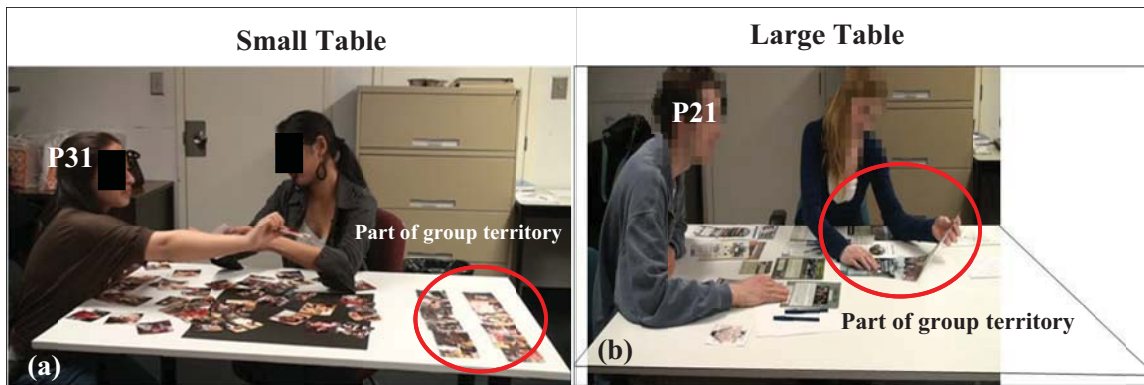 Small Table
Large Table
P31
P21
Part of group territory
Part of group territory
(a)
(b)